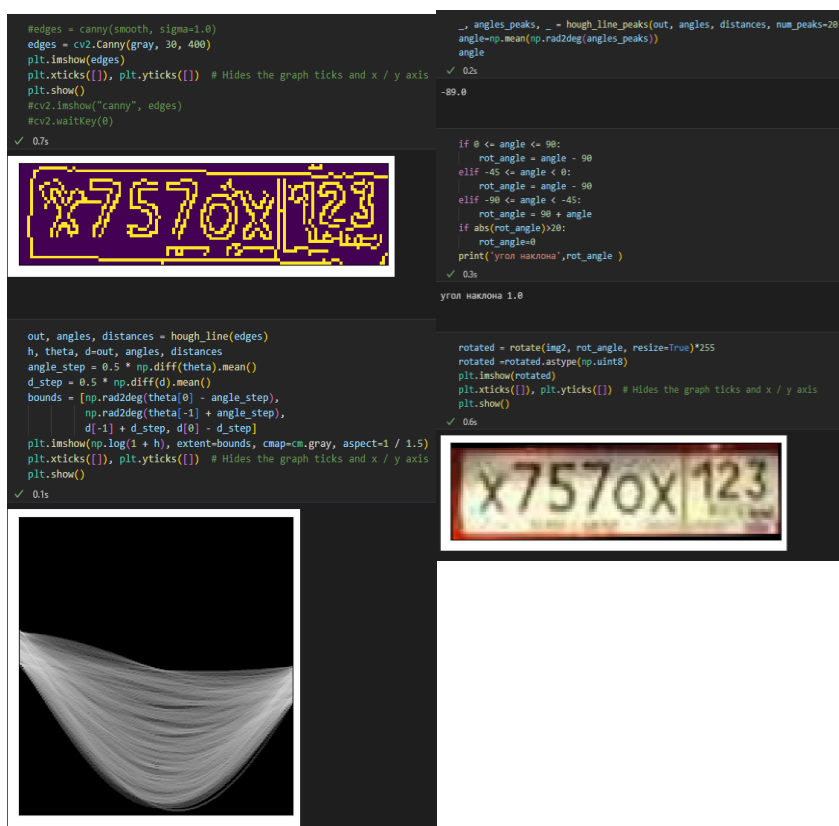 #edges = canny(smooth, sigma=1.0)
edges = cv2.Canny(gray, 30, 400)
plt.imshow(edges)
plt.xticks([]), plt.yticks([])  # Hides the graph ticks and x / y axis
plt.show()
#cv2.imshow("canny", edges)
#cv2.waitKey(0)
✓ 0.7s
x757ox 123
out, angles, distances = hough_line(edges)
h, theta, d=out, angles, distances
angle_step = 0.5 * np.diff(theta).mean()
d_step = 0.5 * np.diff(d).mean()
bounds = [np.rad2deg(theta[0] - angle_step),
np.rad2deg(theta[-1] + angle_step),
d[-1] + d_step, d[0] - d_step]
plt.imshow(np.log(1 + h), extent=bounds, cmap=cm.gray, aspect=1 / 1.5)
plt.xticks([]), plt.yticks([])  # Hides the graph ticks and x / y axis
plt.show()
✓ 0.1s
_, angles_peaks, _ = hough_line_peaks(out, angles, distances, num_peaks=20
angle=np.mean(np.rad2deg(angles_peaks))
angle
✓ 0.2s
-89.0
if 0 <= angle <= 90:
rot_angle = angle - 90
elif -45 <= angle < 0:
rot_angle = angle - 90
elif -90 <= angle < -45:
rot_angle = 90 + angle
if abs(rot_angle)>20:
rot_angle=0
print("угол наклона",rot_angle )
✓ 0.3s
угол наклона 1.0
rotated = rotate(img2, rot_angle, resize=True)*255
rotated =rotated.astype(np.uint8)
plt.imshow(rotated)
plt.xticks([]), plt.yticks([])  # Hides the graph ticks and x / y axis
plt.show()
✓ 0.6s
x757ox 123